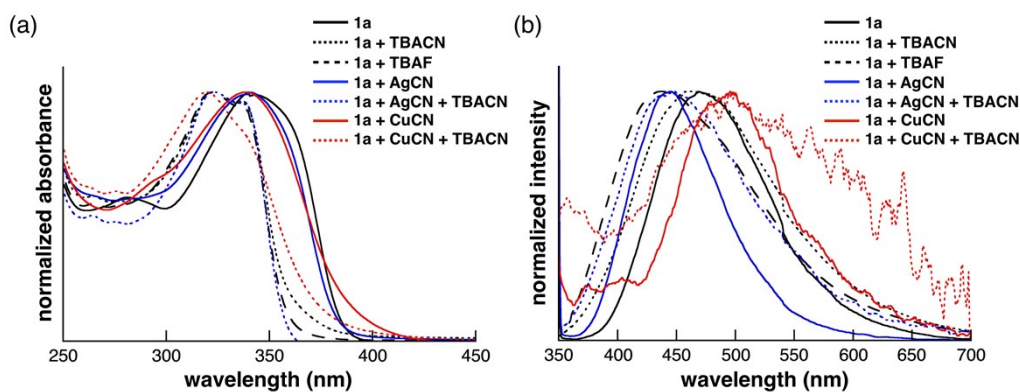 (a)
1a
1a + TBACN
1a + TBAF
1a + AgCN
1a + AgCN + TBACN
1a + CuCN
1a + CuCN + TBACN
normalized absorbance
250 300 350 400 450
wavelength (nm)
(b)
1a
1a + TBACN
1a + TBAF
1a + AgCN
1a + AgCN + TBACN
1a + CuCN
1a + CuCN + TBACN
normalized intensity
350 400 450 500 550 600 650 700
wavelength (nm)